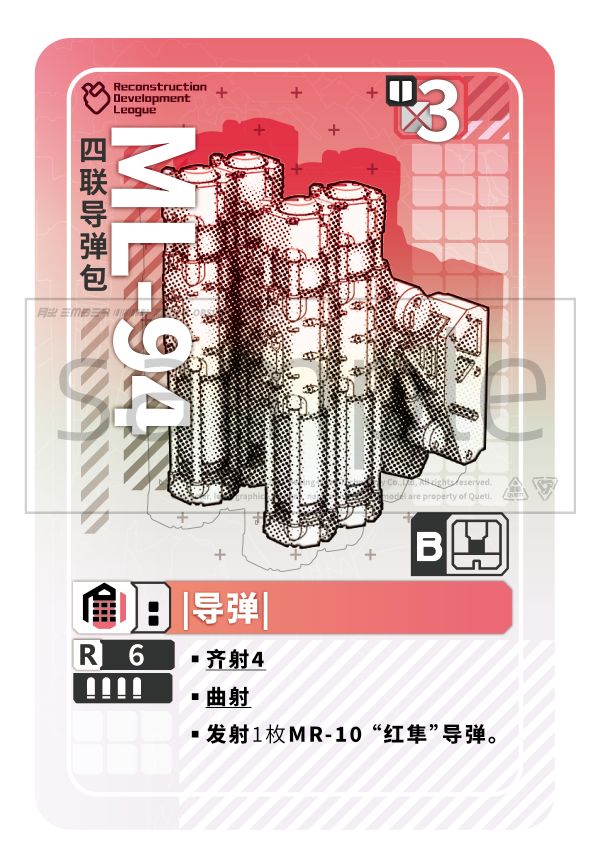 Reconstruction
Development
League
3
四联导弹包
ML-94
sample
B
|导弹|
R 6
齐射4
曲射
发射1枚MR-10 “红隼”导弹。